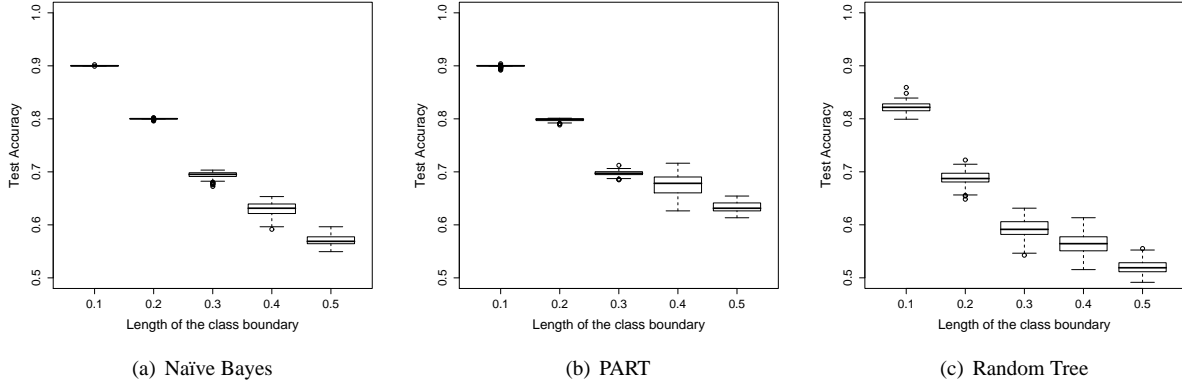 Test Accuracy
1.0
0.9
0.8
0.7
0.6
0.5
0.1 0.2 0.3 0.4 0.5
Length of the class boundary
(a) Naïve Bayes
Test Accuracy
1.0
0.9
0.8
0.7
0.6
0.5
0.1 0.2 0.3 0.4 0.5
Length of the class boundary
(b) PART
Test Accuracy
1.0
0.9
0.8
0.7
0.6
0.5
0.1 0.2 0.3 0.4 0.5
Length of the class boundary
(c) Random Tree